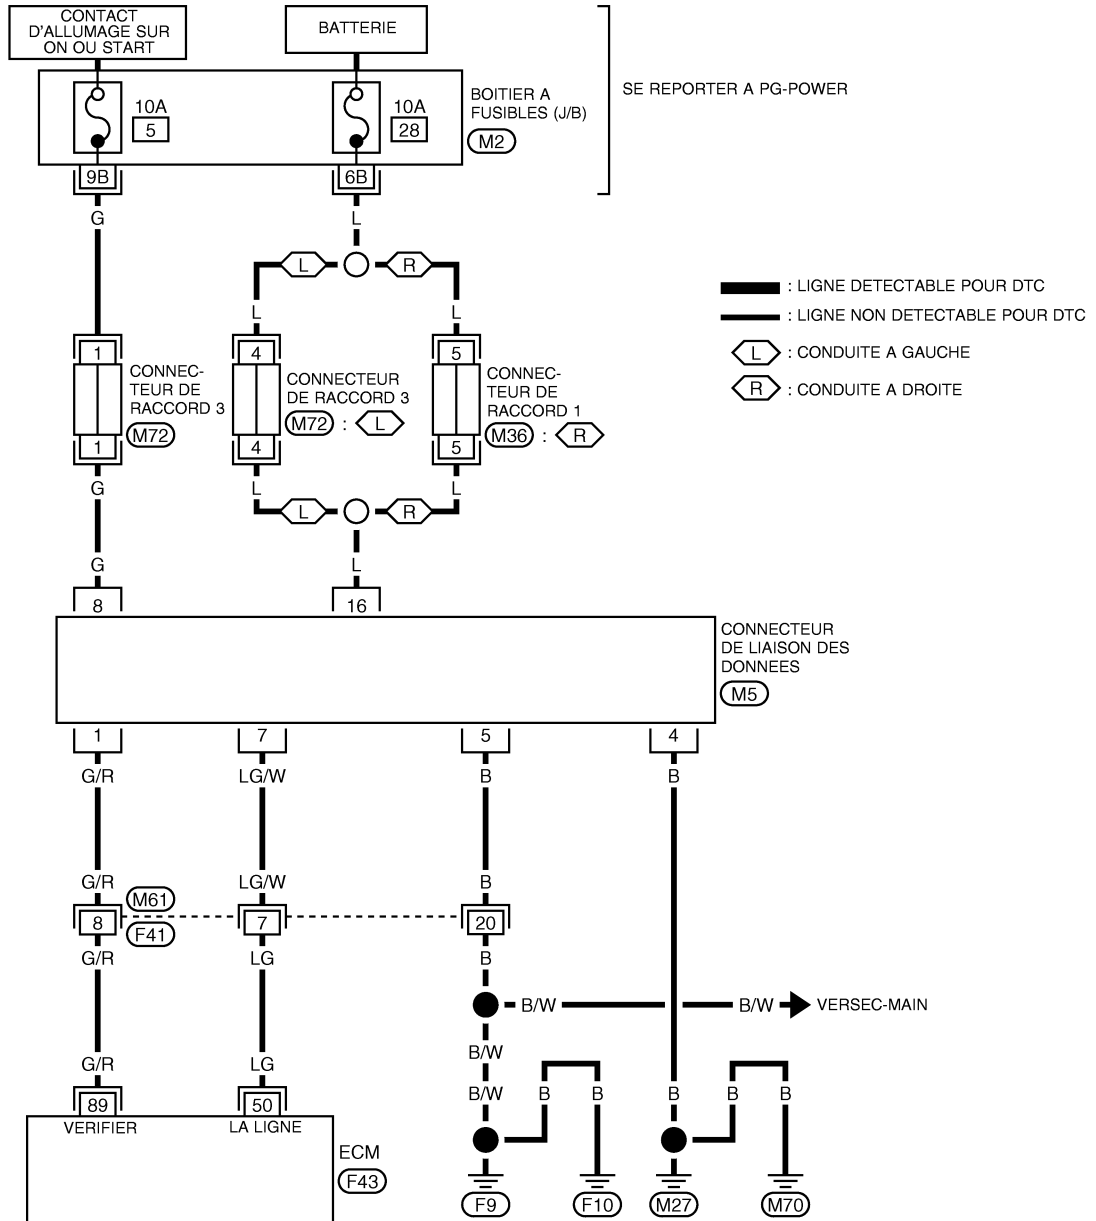 CONTACT
D'ALLUMAGE SUR
ON OU START
BATTERIE
SE REPORTER A PG-POWER
10A
5
10A
28
BOITIER A
FUSIBLES (J/B)
M2
9B
6B
G
L
L
R
L
L
: LIGNE DETECTABLE POUR DTC
: LIGNE NON DETECTABLE POUR DTC
L : CONDUITE A GAUCHE
R : CONDUITE A DROITE
1
4
5
CONNEC-
TEUR DE
RACCORD 3
M72
CONNECTEUR
DE RACCORD 3
M72 : L
CONNEC-
TEUR DE
RACCORD 1
M36 : R
1
4
5
G
L
L
L
R
G
L
8
16
CONNECTEUR
DE LIAISON DES
DONNEES
M5
1
7
5
4
G/R
LG/W
B
B
G/R
LG/W
B
M61
8
7
20
F41
G/R
LG
B
B/W
B/W
VERSEC-MAIN
B/W
G/R
LG
B/W
B
B
B
B
B
89
50
VERIFIER
LA LIGNE
ECM
F43
F9
F10
M27
M70